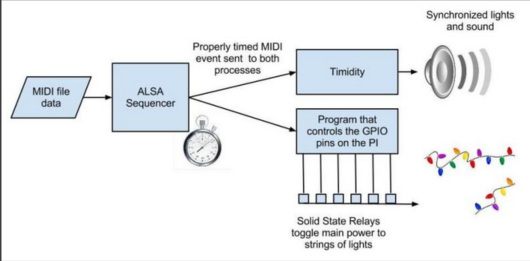 Synchronized lights
and sound
Properly timed MIDI
event sent to both
processes
MIDI file
data
ALSA
Sequencer
Timidity
Program that
controls the GPIO
pins on the PI
Solid State Relays
toggle main power to
strings of lights